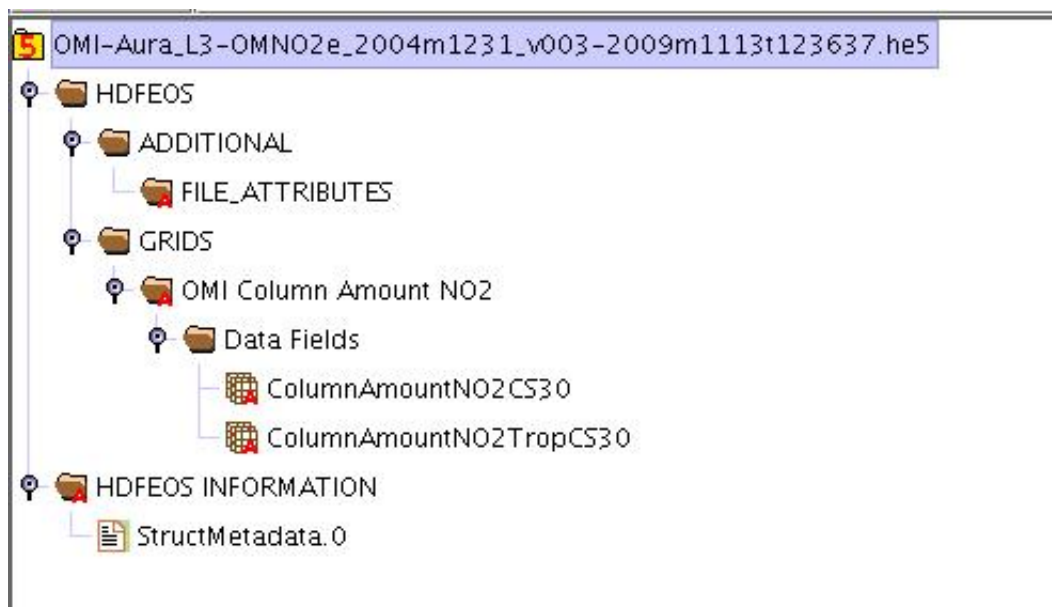 OMI-Aura_L3-OMNO2e_2004m1231_v003-2009m1113t123637.he5
HDFEOS
ADDITIONAL
FILE_ATTRIBUTES
GRIDS
OMI Column Amount NO2
Data Fields
ColumnAmountNO2CS30
ColumnAmountNO2TropCS30
HDFEOS INFORMATION
StructMetadata.0